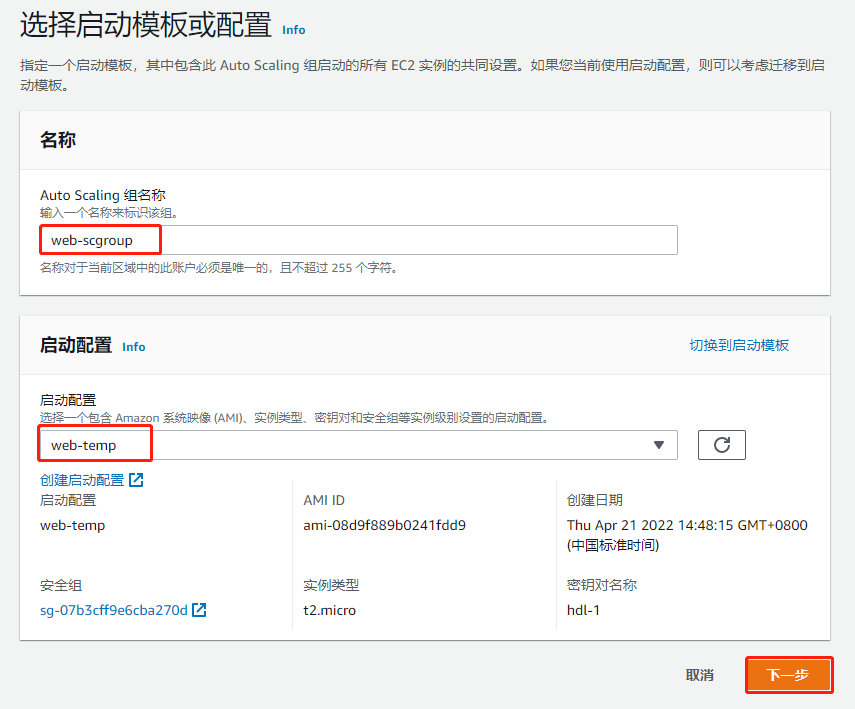 选择启动模板或配置 Info
指定一个启动模板，其中包含此 Auto Scaling 组启动的所有 EC2 实例的共同设置。如果您当前使用启动配置，则可以考虑迁移到启
动模板。
名称
Auto Scaling 组名称
输入一个名称来标识该组。
web-scgroup
名称对于当前区域中的此账户必须是唯一的，且不超过 255 个字符。
启动配置 Info 切换到启动模板
启动配置
选择一个包含 Amazon 系统映像 (AMI)、实例类型、密钥对和安全组等实例级别设置的启动配置。
web-temp
创建启动配置
启动配置 AMI ID 创建日期
web-temp ami-08d9f889b0241fdd9 Thu Apr 21 2022 14:48:15 GMT+0800
(中国标准时间)
安全组 实例类型 密钥对名称
sg-07b3cff9e6cba270d t2.micro hdl-1
取消 下一步